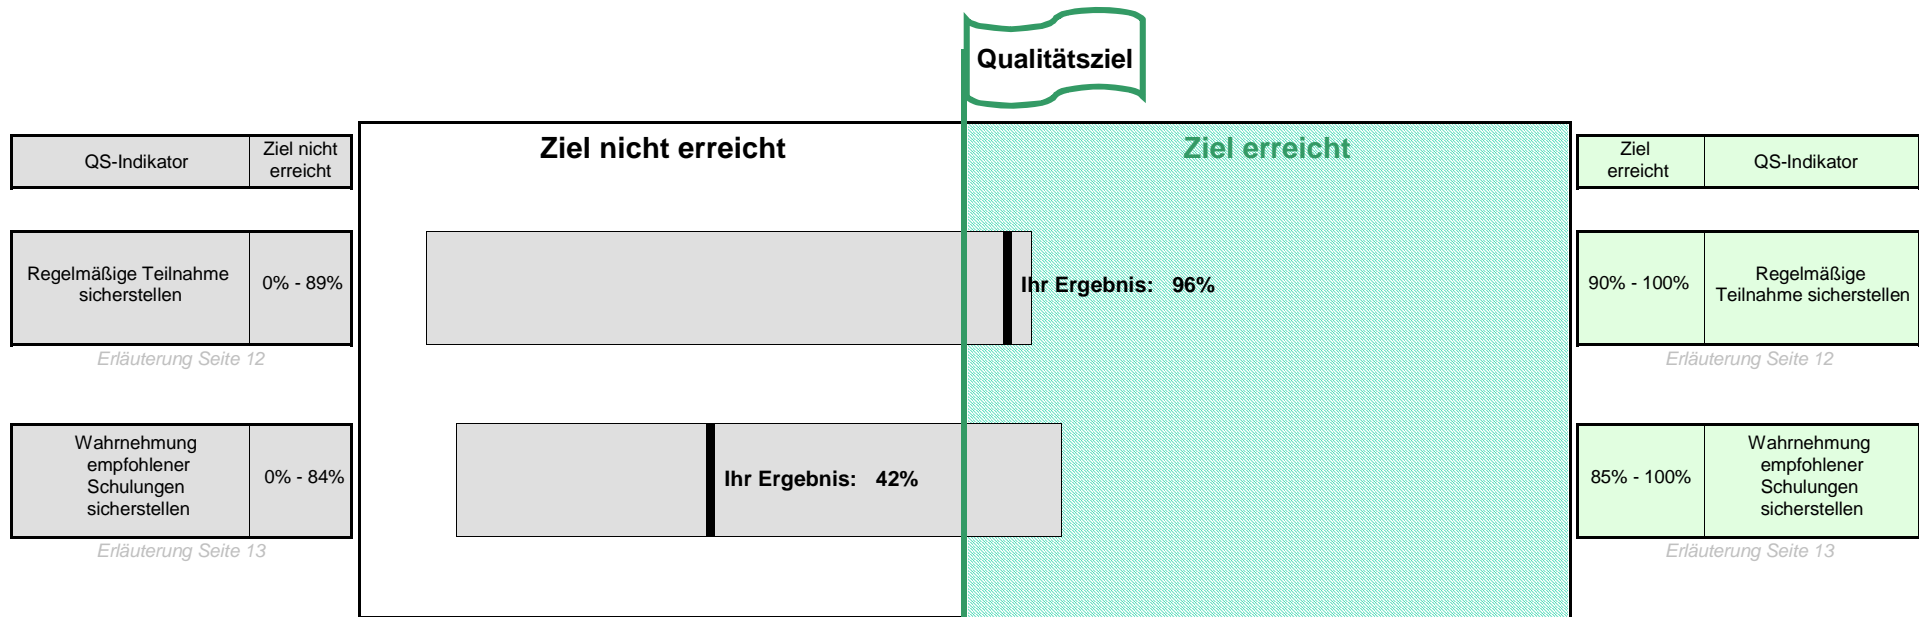 Qualitätsziel
Ziel nicht erreicht
Ziel erreicht
QS-Indikator
Ziel nicht
erreicht
Ziel
erreicht
QS-Indikator
Regelmäßige Teilnahme
sicherstellen
0% - 89%
Ihr Ergebnis: 96%
90% - 100%
Regelmäßige
Teilnahme sicherstellen
Erläuterung Seite 12
Erläuterung Seite 12
Wahrnehmung
empfohlener
Schulungen
sicherstellen
0% - 84%
Ihr Ergebnis: 42%
85% - 100%
Wahrnehmung
empfohlener
Schulungen
sicherstellen
Erläuterung Seite 13
Erläuterung Seite 13